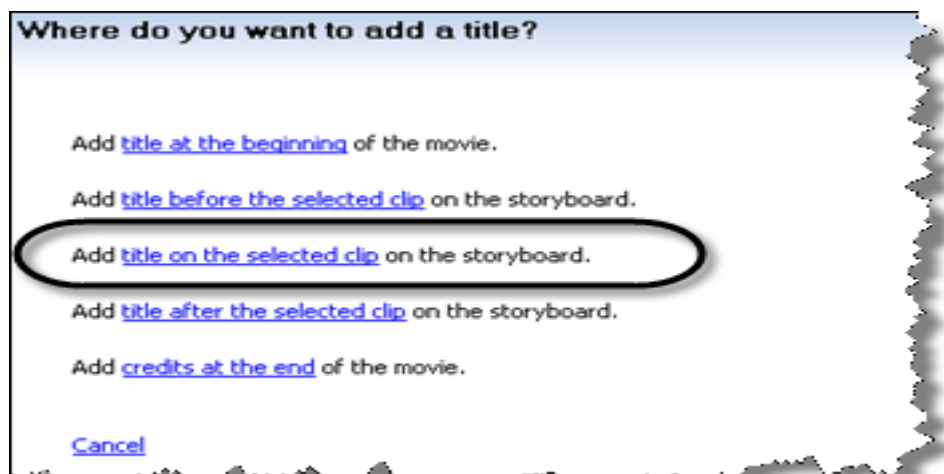 Where do you want to add a title?
Add title at the beginning of the movie.
Add title before the selected clip on the storyboard.
Add title on the selected clip on the storyboard.
Add title after the selected clip on the storyboard.
Add credits at the end of the movie.
Cancel